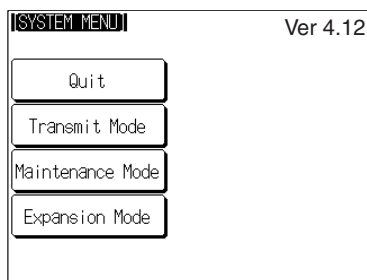 [SYSTEM MENU]
Ver 4.12
Quit
Transmit Mode
Maintenance Mode
Expansion Mode